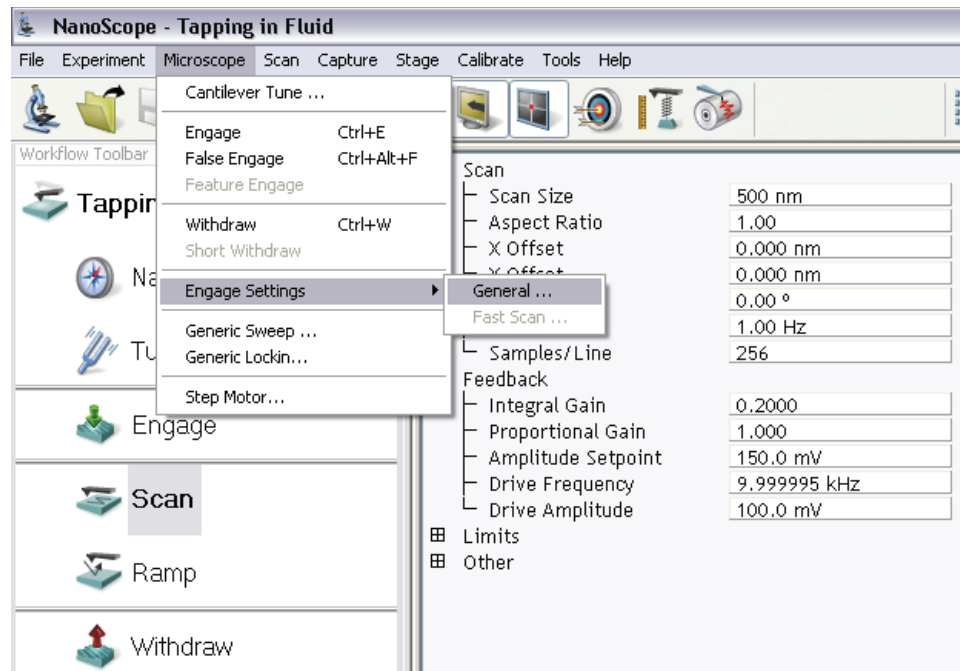 NanoScope - Tapping in Fluid
File Experiment Microscope Scan Capture Stage Calibrate Tools Help
Workflow Toolbar
Cantilever Tune ...
Engage Ctrl+E
False Engage Ctrl+Alt+F
Feature Engage
Withdraw Ctrl+W
Short Withdraw
Engage Settings
Generic Sweep ...
Generic Lockin...
Step Motor...
General ...
Fast Scan ...
Tappin
Na
Tu
Engage
Scan
Ramp
Withdraw
Scan
Scan Size 500 nm
Aspect Ratio 1.00
X Offset 0.000 nm
0.000 nm
0.00 º
1.00 Hz
Samples/Line 256
Feedback
Integral Gain 0.2000
Proportional Gain 1.000
Amplitude Setpoint 150.0 mV
Drive Frequency 9.999995 kHz
Drive Amplitude 100.0 mV
Limits
Other